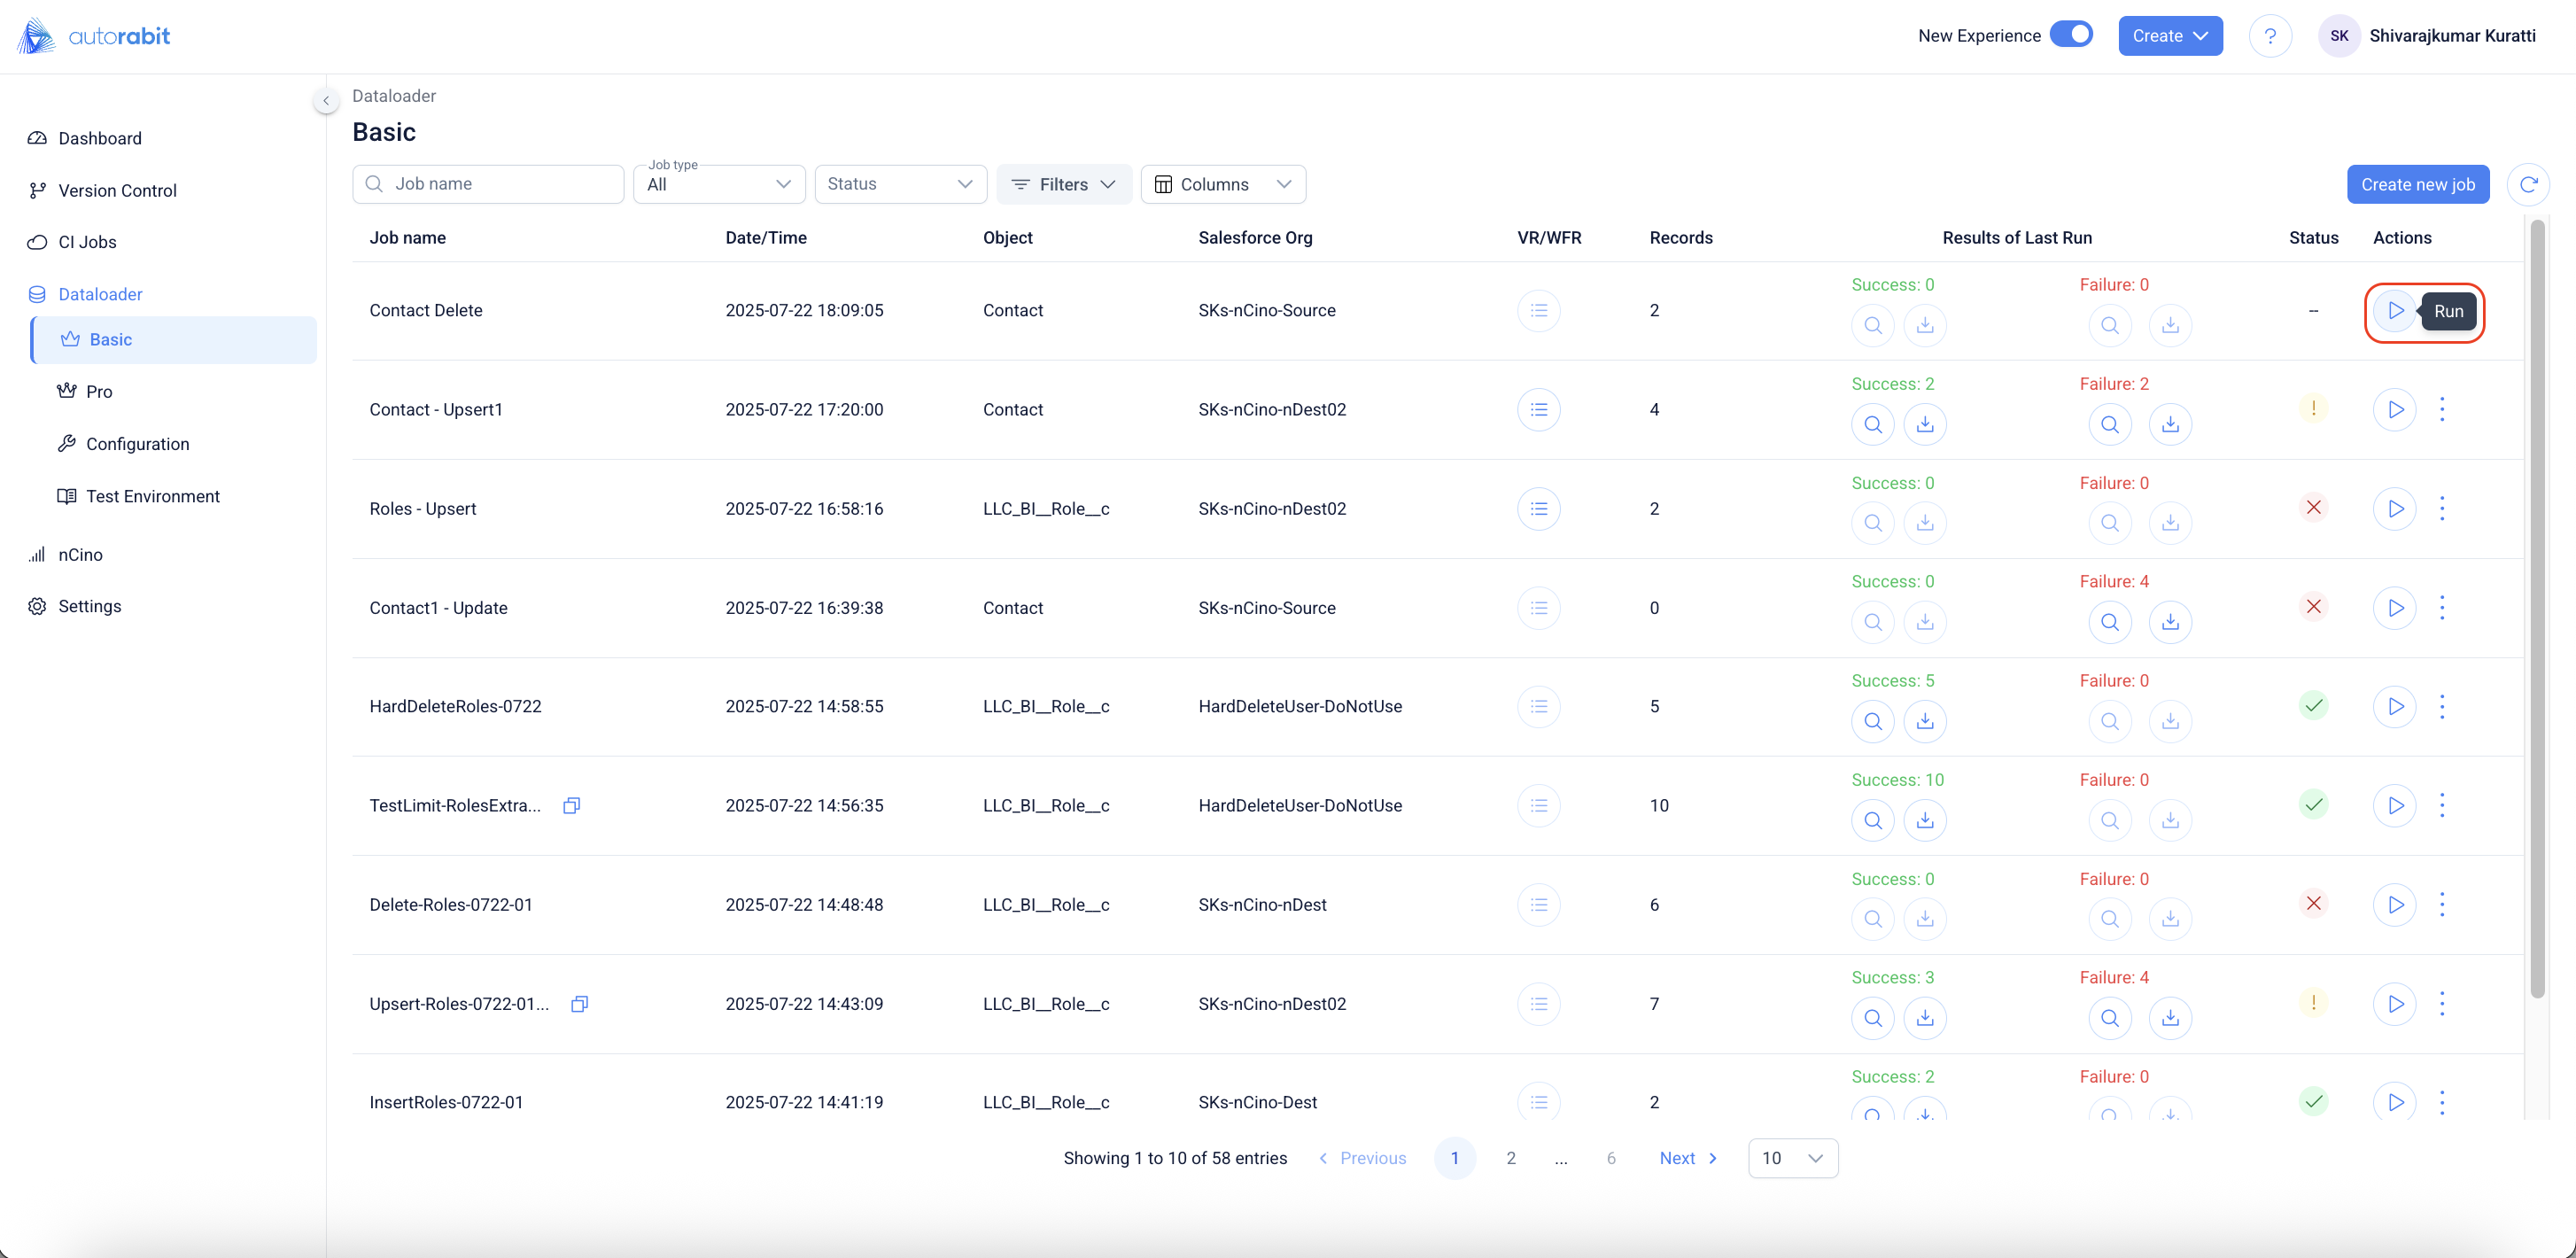 autorabit
New Experience
Create
?
SK
Shivarajkumar Kuratti
Dashboard
Version Control
CI Jobs
Dataloader
Basic
Pro
Configuration
Test Environment
nCino
Settings
Dataloader
Basic
Job name
Job type
All
Status
Filters
Columns
Create new job
Job name Date/Time Object Salesforce Org VR/WFR Records Results of Last Run Status Actions
Success: 0 Failure: 0
Contact Delete 2025-07-22 18:09:05 Contact SKs-nCino-Source 2 -- Run
Success: 2 Failure: 2
Contact - Upsert1 2025-07-22 17:20:00 Contact SKs-nCino-nDest02 4
Success: 0 Failure: 0
Roles - Upsert 2025-07-22 16:58:16 LLC_BI__Role__c SKs-nCino-nDest02 2
Success: 0 Failure: 4
Contact1 - Update 2025-07-22 16:39:38 Contact SKs-nCino-Source 0
Success: 5 Failure: 0
HardDeleteRoles-0722 2025-07-22 14:58:55 LLC_BI__Role__c HardDeleteUser-DoNotUse 5
Success: 10 Failure: 0
TestLimit-RolesExtra... 2025-07-22 14:56:35 LLC_BI__Role__c HardDeleteUser-DoNotUse 10
Success: 0 Failure: 0
Delete-Roles-0722-01 2025-07-22 14:48:48 LLC_BI__Role__c SKs-nCino-nDest 6
Success: 3 Failure: 4
Upsert-Roles-0722-01... 2025-07-22 14:43:09 LLC_BI__Role__c SKs-nCino-nDest02 7
Success: 2 Failure: 0
InsertRoles-0722-01 2025-07-22 14:41:19 LLC_BI__Role__c SKs-nCino-Dest 2
Showing 1 to 10 of 58 entries Previous 1 2 ... 6 Next 10